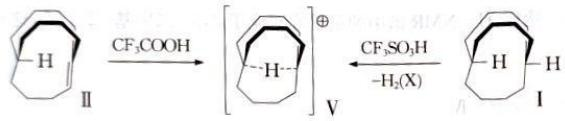 H CF₃COOH H ⊕ CF₃SO₃H H H
−H₂(X)
II V I